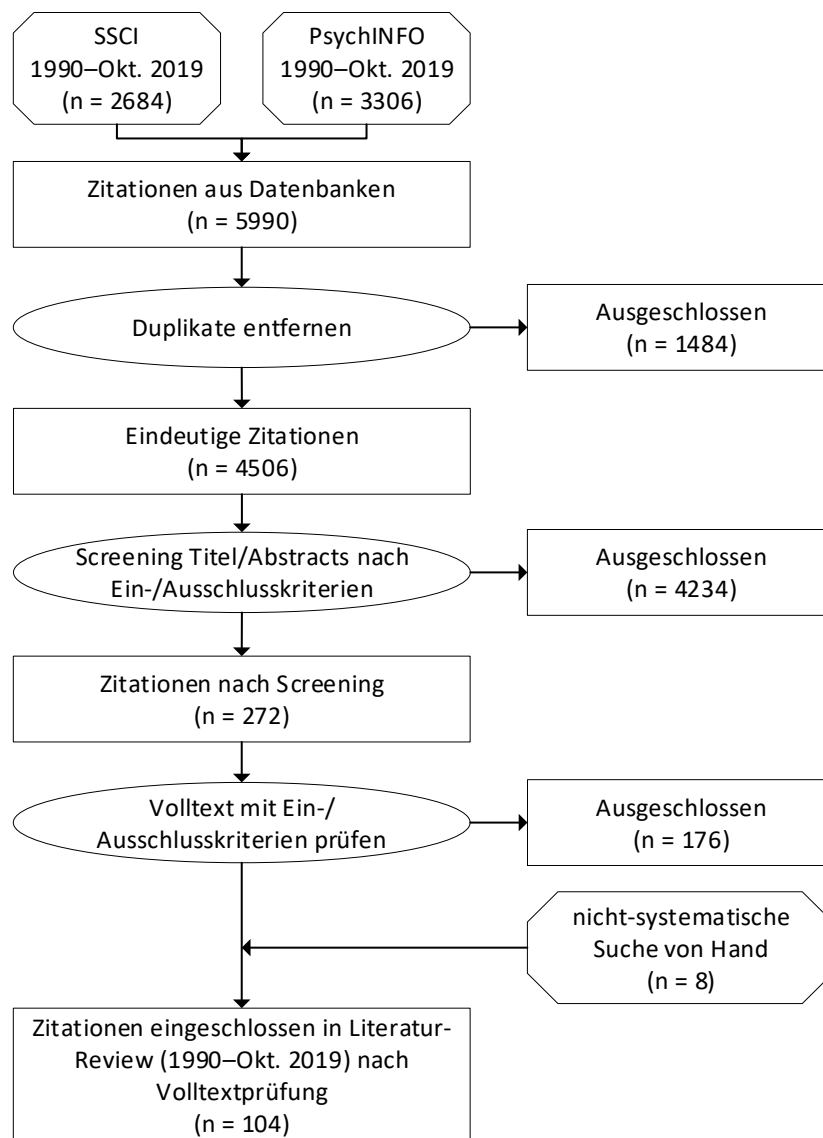 SSCI
1990–Okt. 2019
(n = 2684)
PsychINFO
1990–Okt. 2019
(n = 3306)
Zitationen aus Datenbanken
(n = 5990)
Duplikate entfernen
Ausgeschlossen
(n = 1484)
Eindeutige Zitationen
(n = 4506)
Screening Titel/Abstracts nach
Ein-/Ausschlusskriterien
Ausgeschlossen
(n = 4234)
Zitationen nach Screening
(n = 272)
Volltext mit Ein-/
Ausschlusskriterien prüfen
Ausgeschlossen
(n = 176)
nicht-systematische
Suche von Hand
(n = 8)
Zitationen eingeschlossen in Literatur-
Review (1990–Okt. 2019) nach
Volltextprüfung
(n = 104)